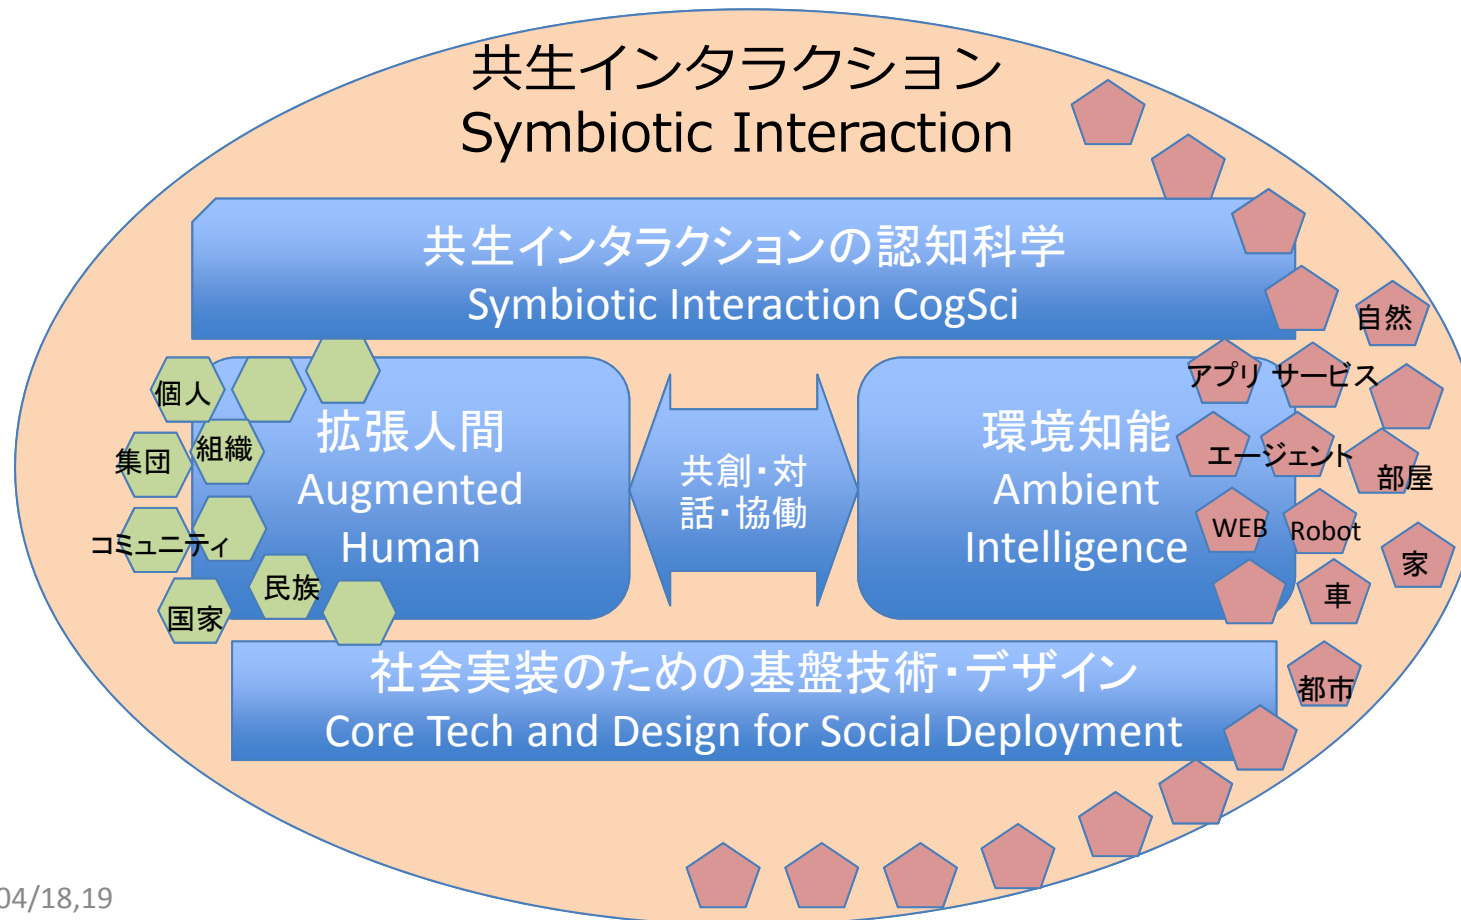 共生インタラクション
Symbiotic Interaction
共生インタラクションの認知科学
Symbiotic Interaction CogSci
個人
集団
組織
コミュニティ
国家
民族
拡張人間
Augmented
Human
共創・対
話・協働
環境知能
Ambient
Intelligence
自然
アプリ
サービス
エージェント
部屋
WEB
Robot
家
車
都市
社会実装のための基盤技術・デザイン
Core Tech and Design for Social Deployment
04/18,19